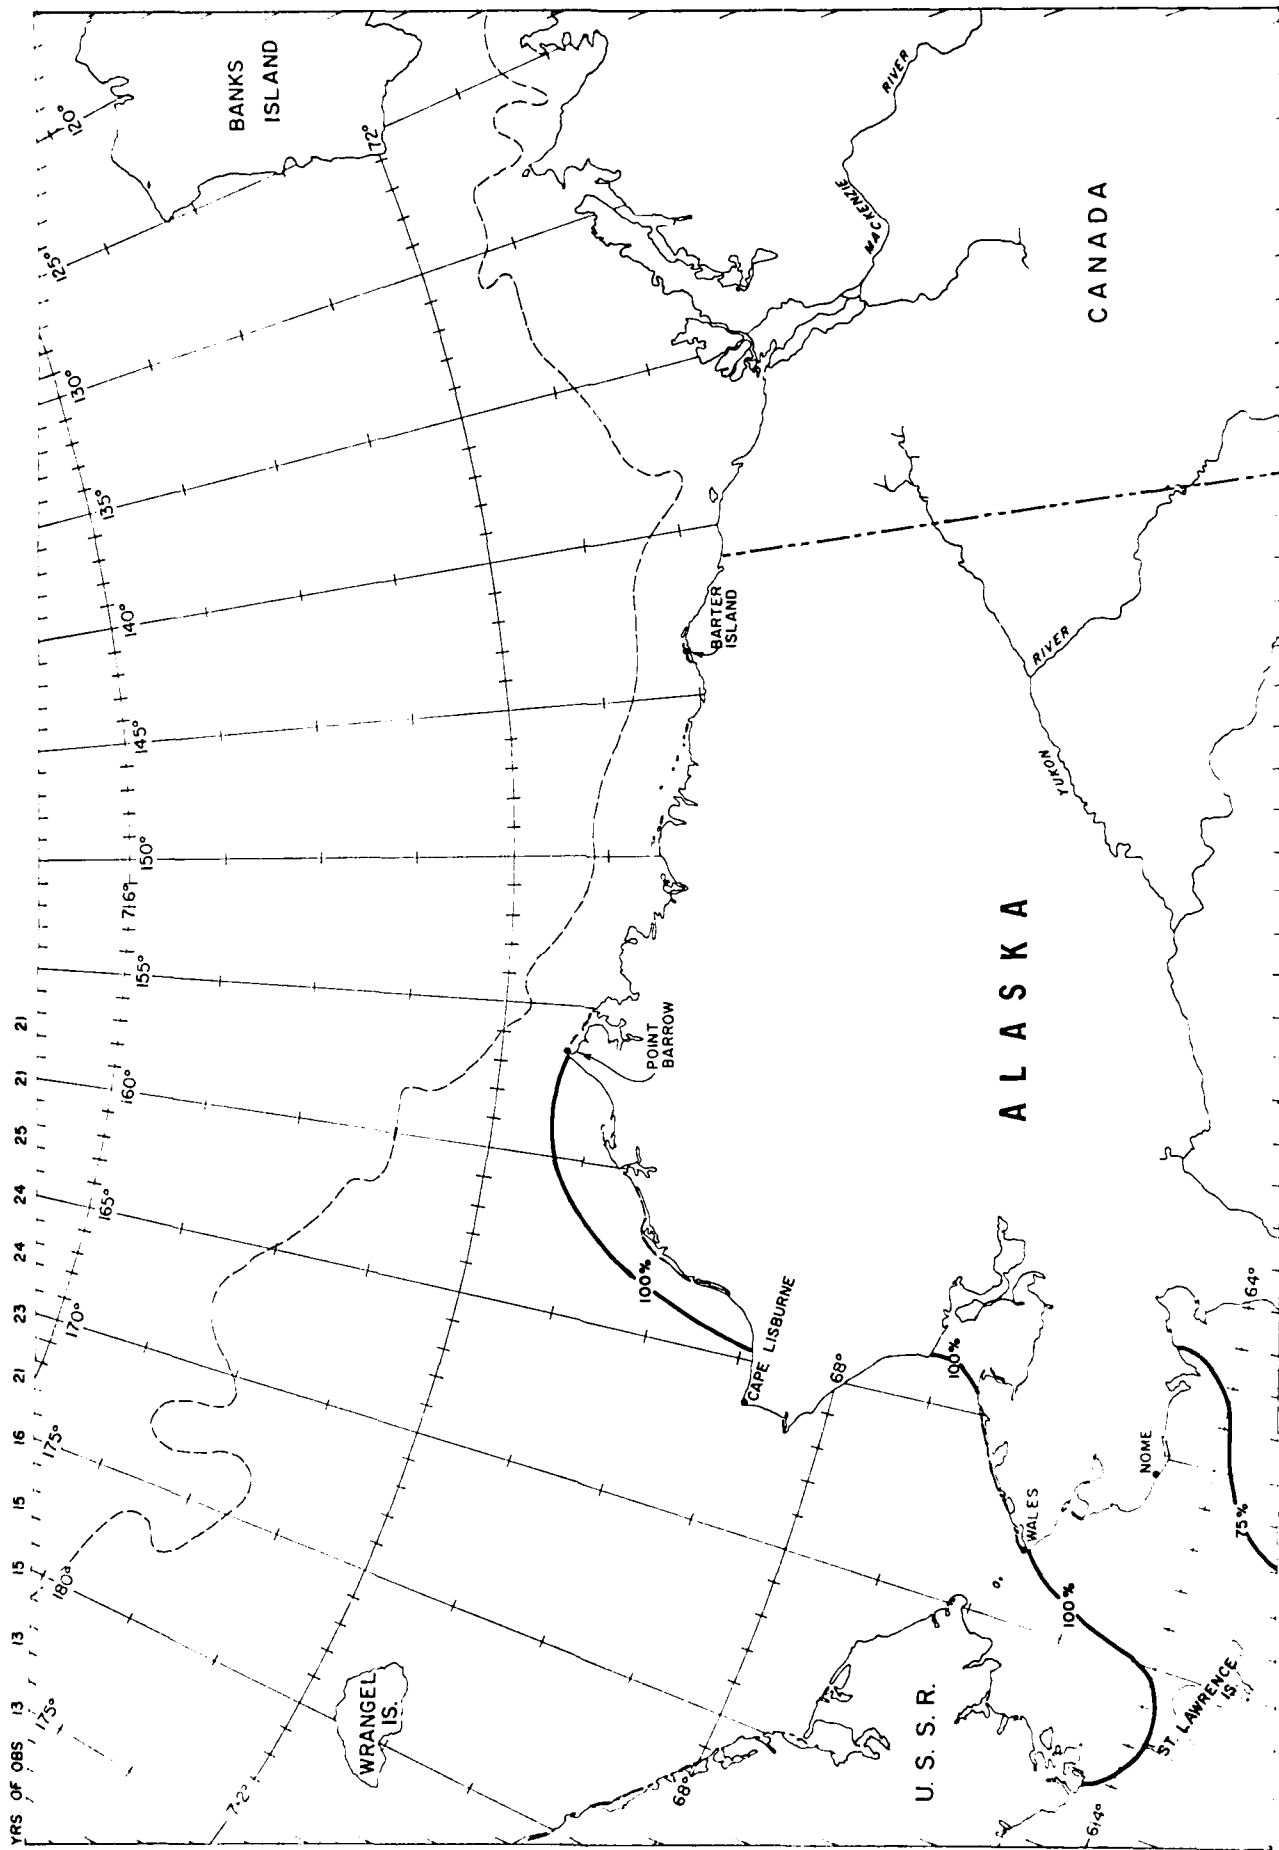 YRS OF OBS 13 13 15 15 16 21 23 24 24 25 21 21
175°
180°
175°
170°
165°
160°
155°
716°
150°
145°
140°
135°
130°
125°
120°
BANKS
ISLAND
72°
72°
WRANGEL
IS.
MACKENZIE
RIVER
CANADA
BARTER
ISLAND
POINT
BARROW
100%
CAPE LISBURNE
68°
68°
ALASKA
YUKON
RIVER
100%
U.S.S.R.
WALES
NOME
100%
75%
ST. LAWRENCE
IS.
64°
614°